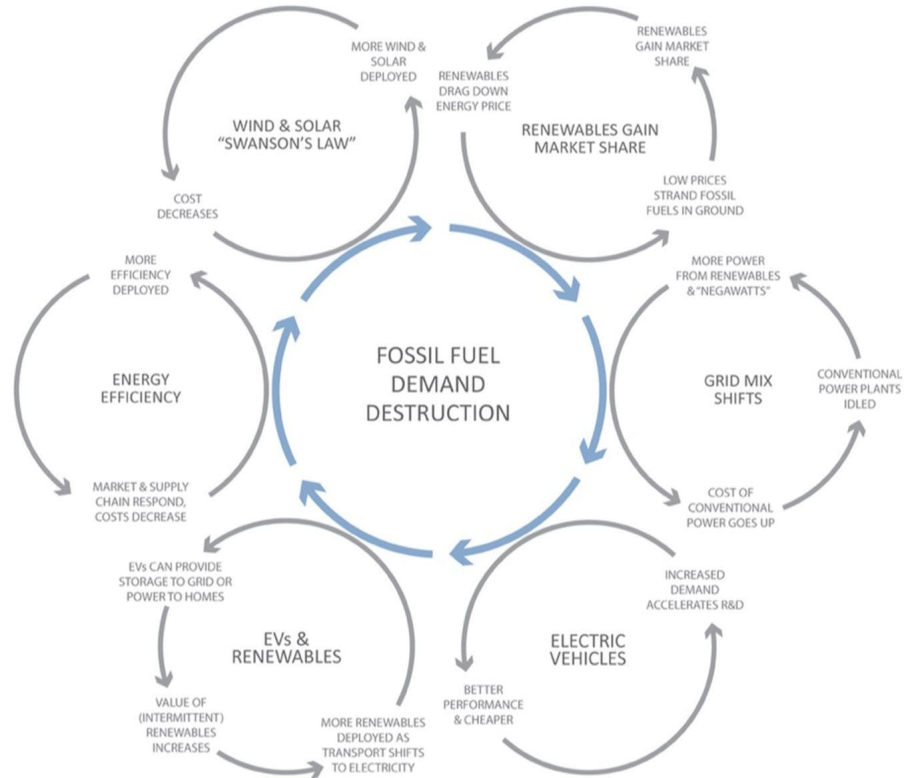 MORE WIND &
SOLAR
DEPLOYED
WIND & SOLAR
“SWANSON’S LAW”
COST
DECREASES
RENEWABLES
GAIN MARKET
SHARE
RENEWABLES
DRAG DOWN
ENERGY PRICE
RENEWABLES GAIN
MARKET SHARE
LOW PRICES
STRAND FOSSIL
FUELS IN GROUND
MORE
EFFICIENCY
DEPLOYED
ENERGY
EFFICIENCY
MARKET & SUPPLY
CHAIN RESPOND,
COSTS DECREASE
FOSSIL FUEL
DEMAND
DESTRUCTION
MORE POWER
FROM RENEWABLES
& “NEGAWATTS”
GRID MIX
SHIFTS
CONVENTIONAL
POWER PLANTS
IDLED
COST OF
CONVENTIONAL
POWER GOES UP
EVs CAN PROVIDE
STORAGE TO GRID OR
POWER TO HOMES
EVs &
RENEWABLES
VALUE OF
(INTERMITTENT)
RENEWABLES
INCREASES
MORE RENEWABLES
DEPLOYED AS
TRANSPORT SHIFTS
TO ELECTRICITY
INCREASED
DEMAND
ACCELERATES R&D
ELECTRIC
VEHICLES
BETTER
PERFORMANCE
& CHEAPER